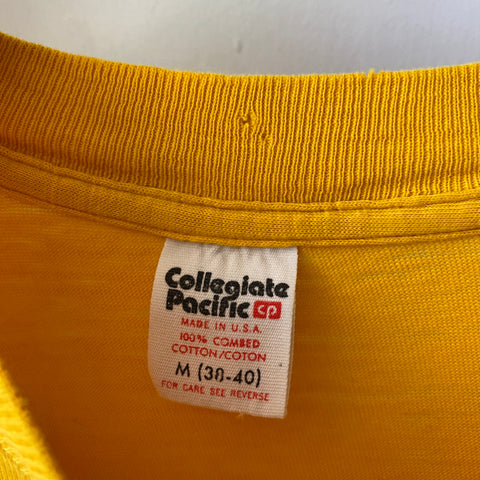 Collegiate
Pacific CP
MADE IN U.S.A.
100% COMBED
COTTON/COTON
M (38-40)
FOR CARE SEE REVERSE